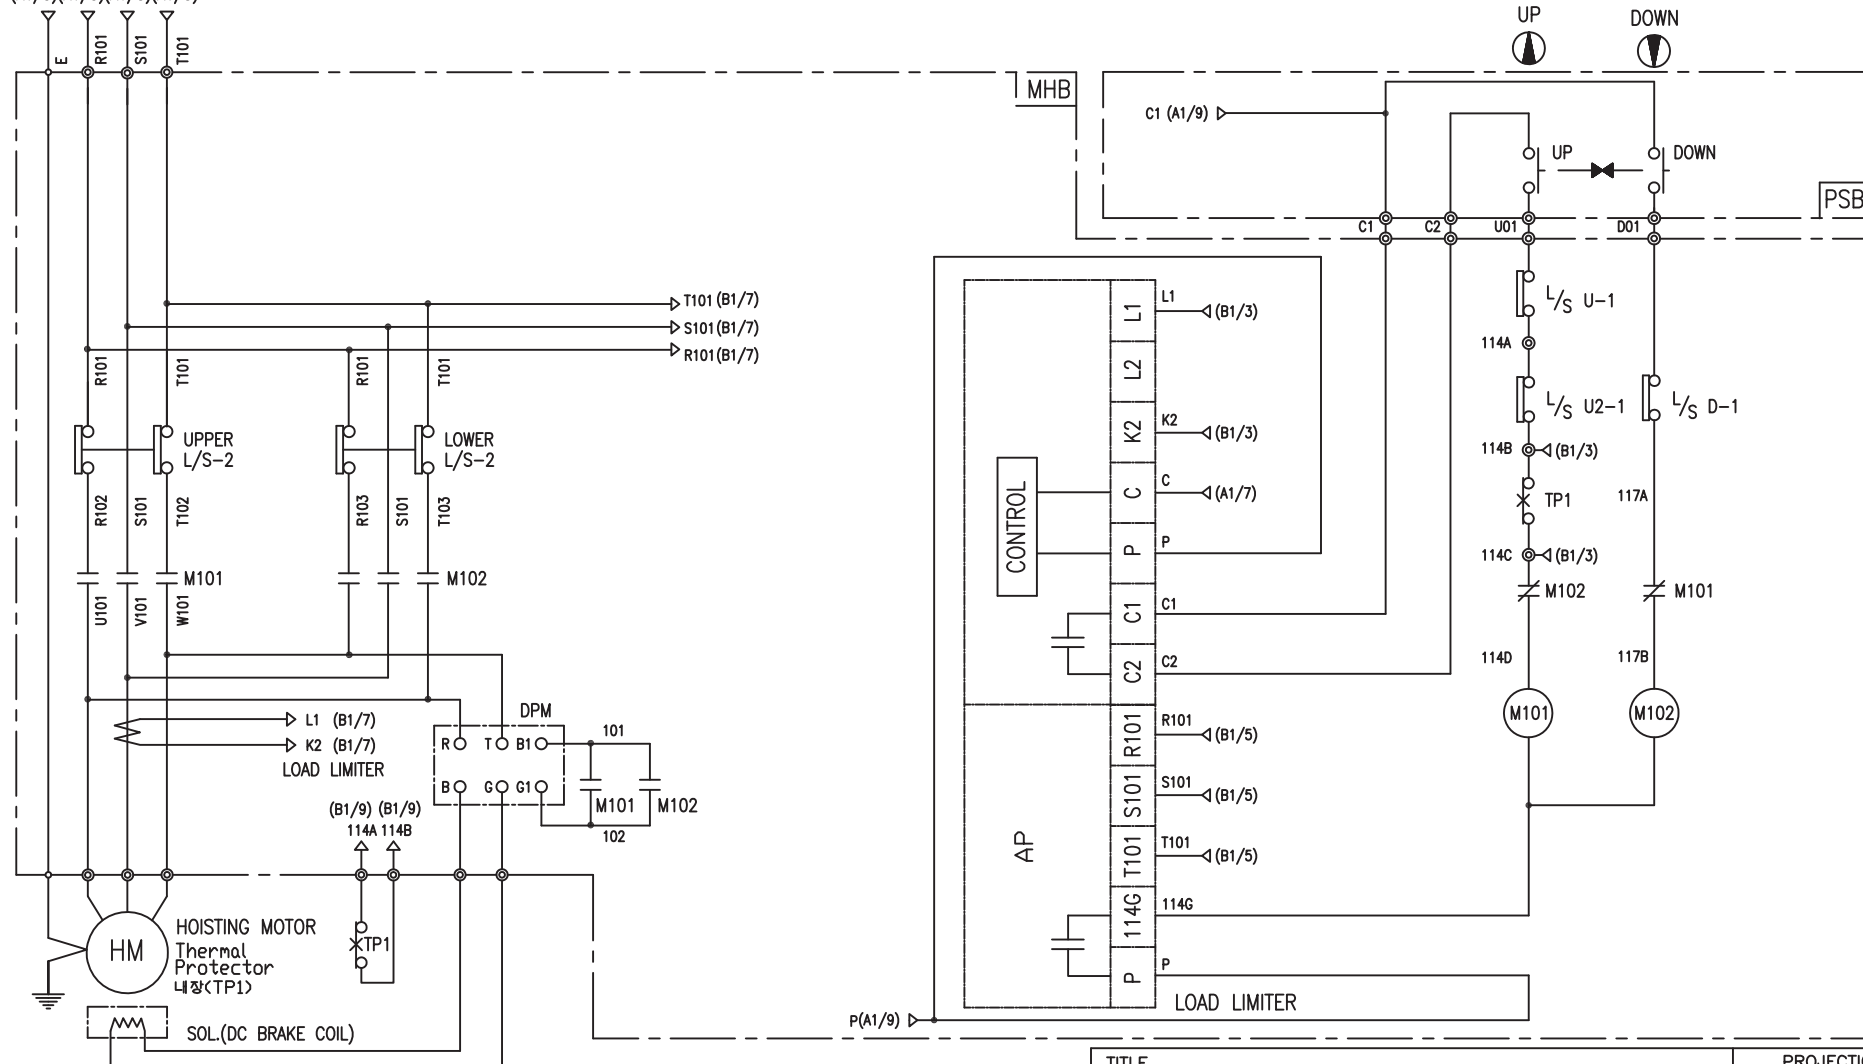 UP
DOWN
E
R101
S101
T101
MHB
C1 (A1/9)
UP
DOWN
PSB
C1
C2
U01
D01
T101 (B1/7)
S101 (B1/7)
R101 (B1/7)
L1
L1
(B1/3)
L/S U-1
114A
R101
T101
R101
T101
L2
L/S U2-1
L/S D-1
UPPER
L/S-2
LOWER
L/S-2
K2
K2
(B1/3)
114B
(B1/3)
R102
S101
T102
R103
S101
T103
CONTROL
C
C
(A1/7)
TP1
117A
P
P
114C
(B1/3)
M101
M102
M102
M101
U101
V101
W101
C1
C1
C2
C2
114D
117B
M101
M102
L1 (B1/7)
K2 (B1/7)
LOAD LIMITER
DPM
R
T
B1
101
B
G
G1
M101
M102
102
R101
R101
(B1/5)
S101
S101
(B1/5)
(B1/9) (B1/9)
114A 114B
AP
T101
T101
(B1/5)
114G
114G
HM
HOISTING MOTOR
Thermal
Protector
내장(TP1)
TP1
P
P
LOAD LIMITER
P(A1/9)
SOL.(DC BRAKE COIL)
TITLE